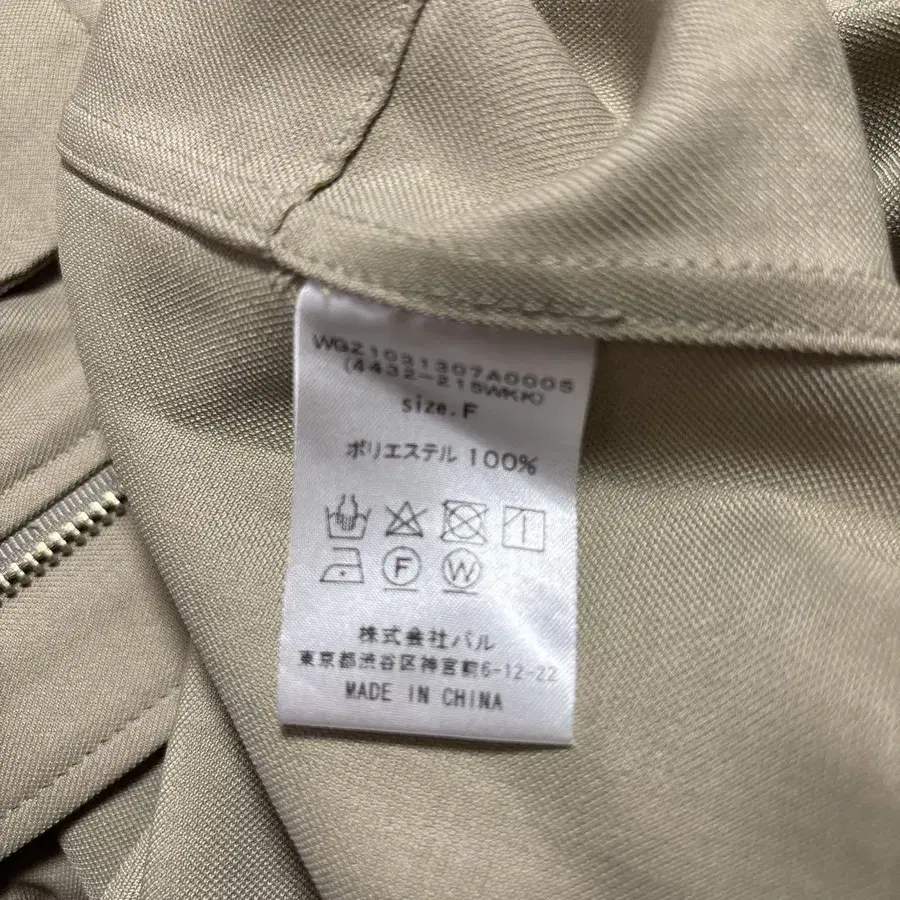 WGZ1031307A0005
(4432-215WKK)
size.F
ポリエステル 100%
F W
株式会社パル
東京都渋谷区神宮前6-12-22
MADE IN CHINA